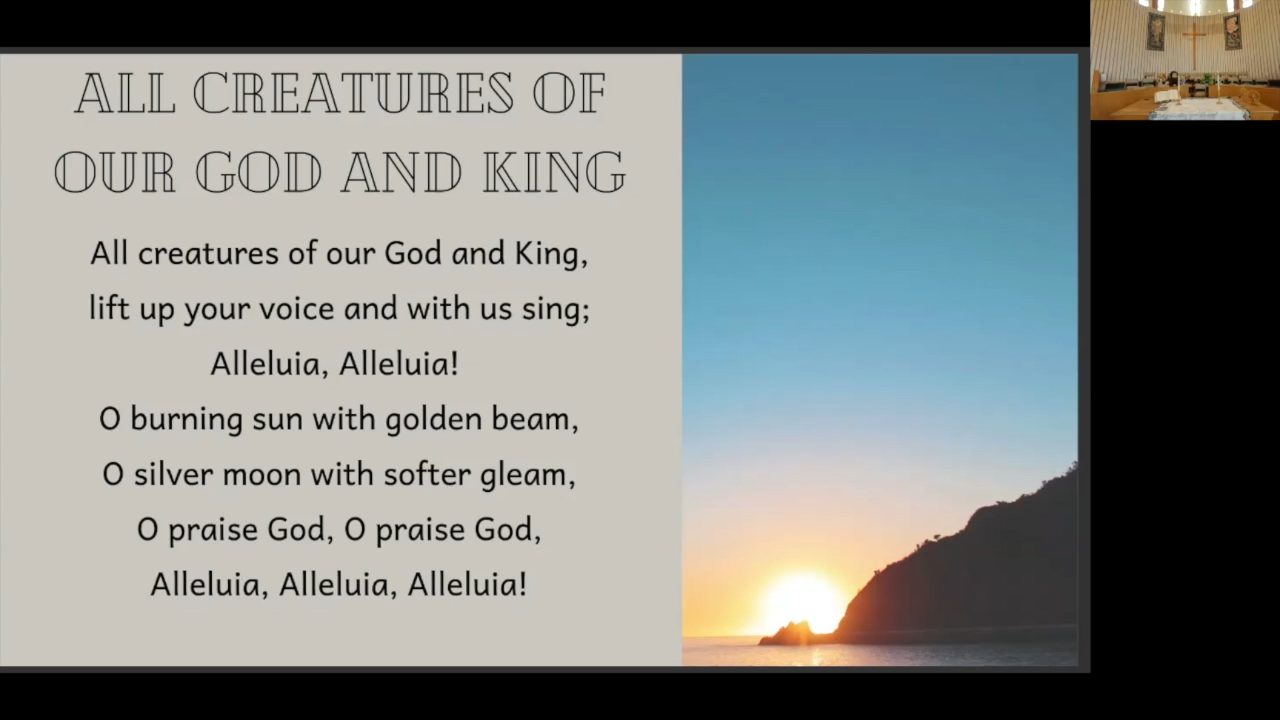 ALL CREATURES OF
OUR GOD AND KING
All creatures of our God and King,
lift up your voice and with us sing;
Alleluia, Alleluia!
O burning sun with golden beam,
O silver moon with softer gleam,
O praise God, O praise God,
Alleluia, Alleluia, Alleluia!